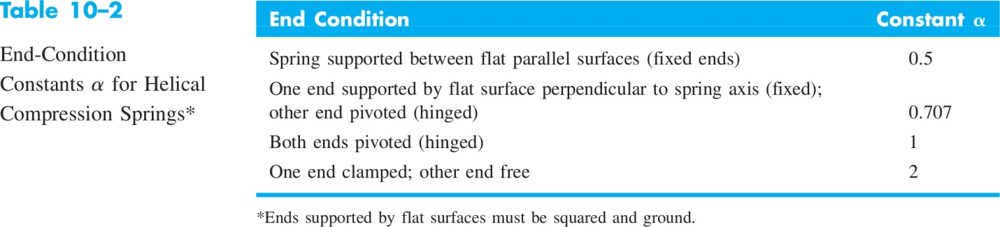 Table 10–2
End-Condition
Constants α for Helical
Compression Springs*
End Condition Constant α
Spring supported between flat parallel surfaces (fixed ends) 0.5
One end supported by flat surface perpendicular to spring axis (fixed);
other end pivoted (hinged) 0.707
Both ends pivoted (hinged) 1
One end clamped; other end free 2
*Ends supported by flat surfaces must be squared and ground.